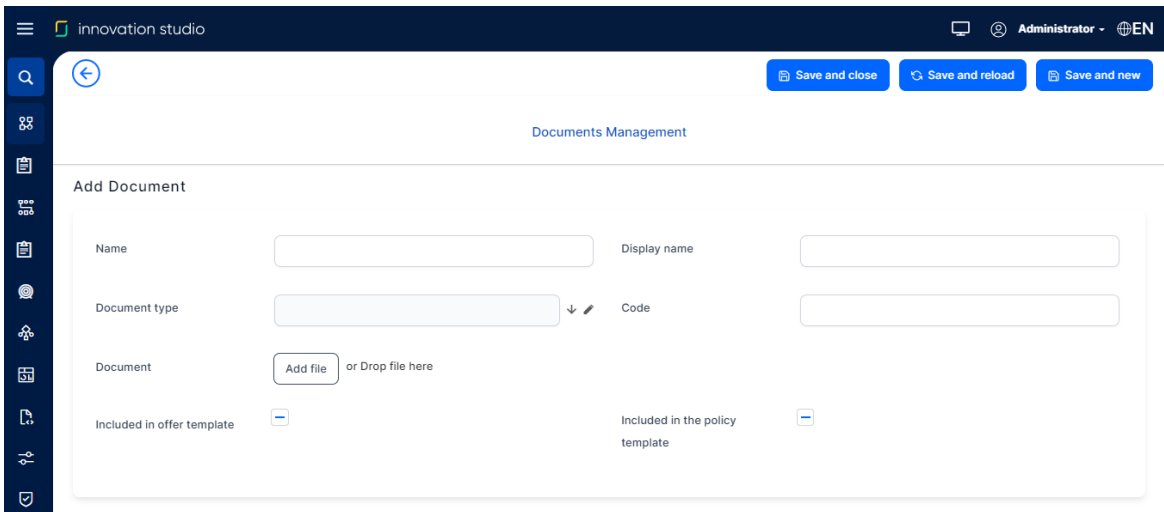 innovation studio
Administrator
EN
Save and close
Save and reload
Save and new
Documents Management
Add Document
Name
Display name
Document type
Code
Document
Add file
or Drop file here
Included in offer template
Included in the policy
template